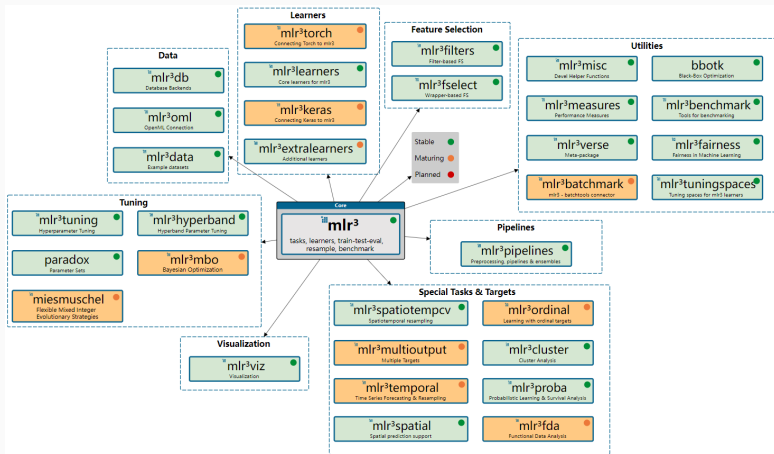 Learners
mlr³torch
Connecting Torch to mlr3
mlr³learners
Core learners for mlr3
mlr³keras
Connecting Keras to mlr3
mlr³extralearners
Additional learners
Feature Selection
mlr³filters
Filter-based FS
mlr³fselect
Wrapper-based FS
Utilities
mlr³misc
Devel Helper Functions
bbotk
Black-Box Optimization
mlr³measures
Performance Measures
mlr³benchmark
Tools for benchmarking
mlr³verse
Meta-package
mlr³fairness
Fairness in Machine Learning
mlr³batchmark
mlr3 - batchtools connector
mlr³tuningspaces
Tuning spaces for mlr3 learners
Data
mlr³db
Database Backends
mlr³oml
OpenML Connection
mlr³data
Example datasets
Stable
Maturing
Planned
Tuning
mlr³tuning
Hyperparameter Tuning
mlr³hyperband
Hyperband Parameter Tuning
paradox
Parameter Sets
mlr³mbo
Bayesian Optimization
miesmuschel
Flexible Mixed Integer
Evolutionary Strategies
Core
mlr³
tasks, learners, train-test-eval,
resample, benchmark
Pipelines
mlr³pipelines
Preprocessing, pipelines & ensembles
Visualization
mlr³viz
Visualization
Special Tasks & Targets
mlr³spatiotempcv
Spatiotemporal resampling
mlr³ordinal
Learning with ordinal targets
mlr³multioutput
Multiple Targets
mlr³cluster
Cluster Analysis
mlr³temporal
Time Series Forecasting & Resampling
mlr³proba
Probabilistic Learning & Survival Analysis
mlr³spatial
Spatial prediction support
mlr³fda
Functional Data Analysis